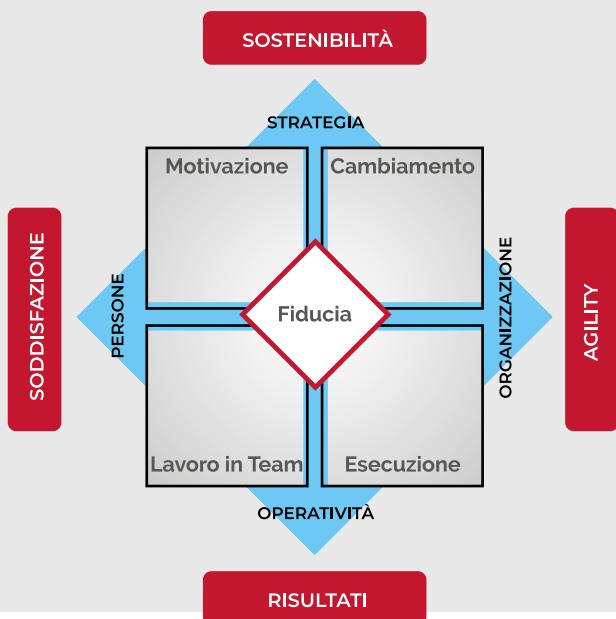 SOSTENIBILITÀ
STRATEGIA
Motivazione
Cambiamento
SODDISFAZIONE
PERSONE
Fiducia
ORGANIZZAZIONE
AGILITY
Lavoro in Team
Esecuzione
OPERATIVITÀ
RISULTATI